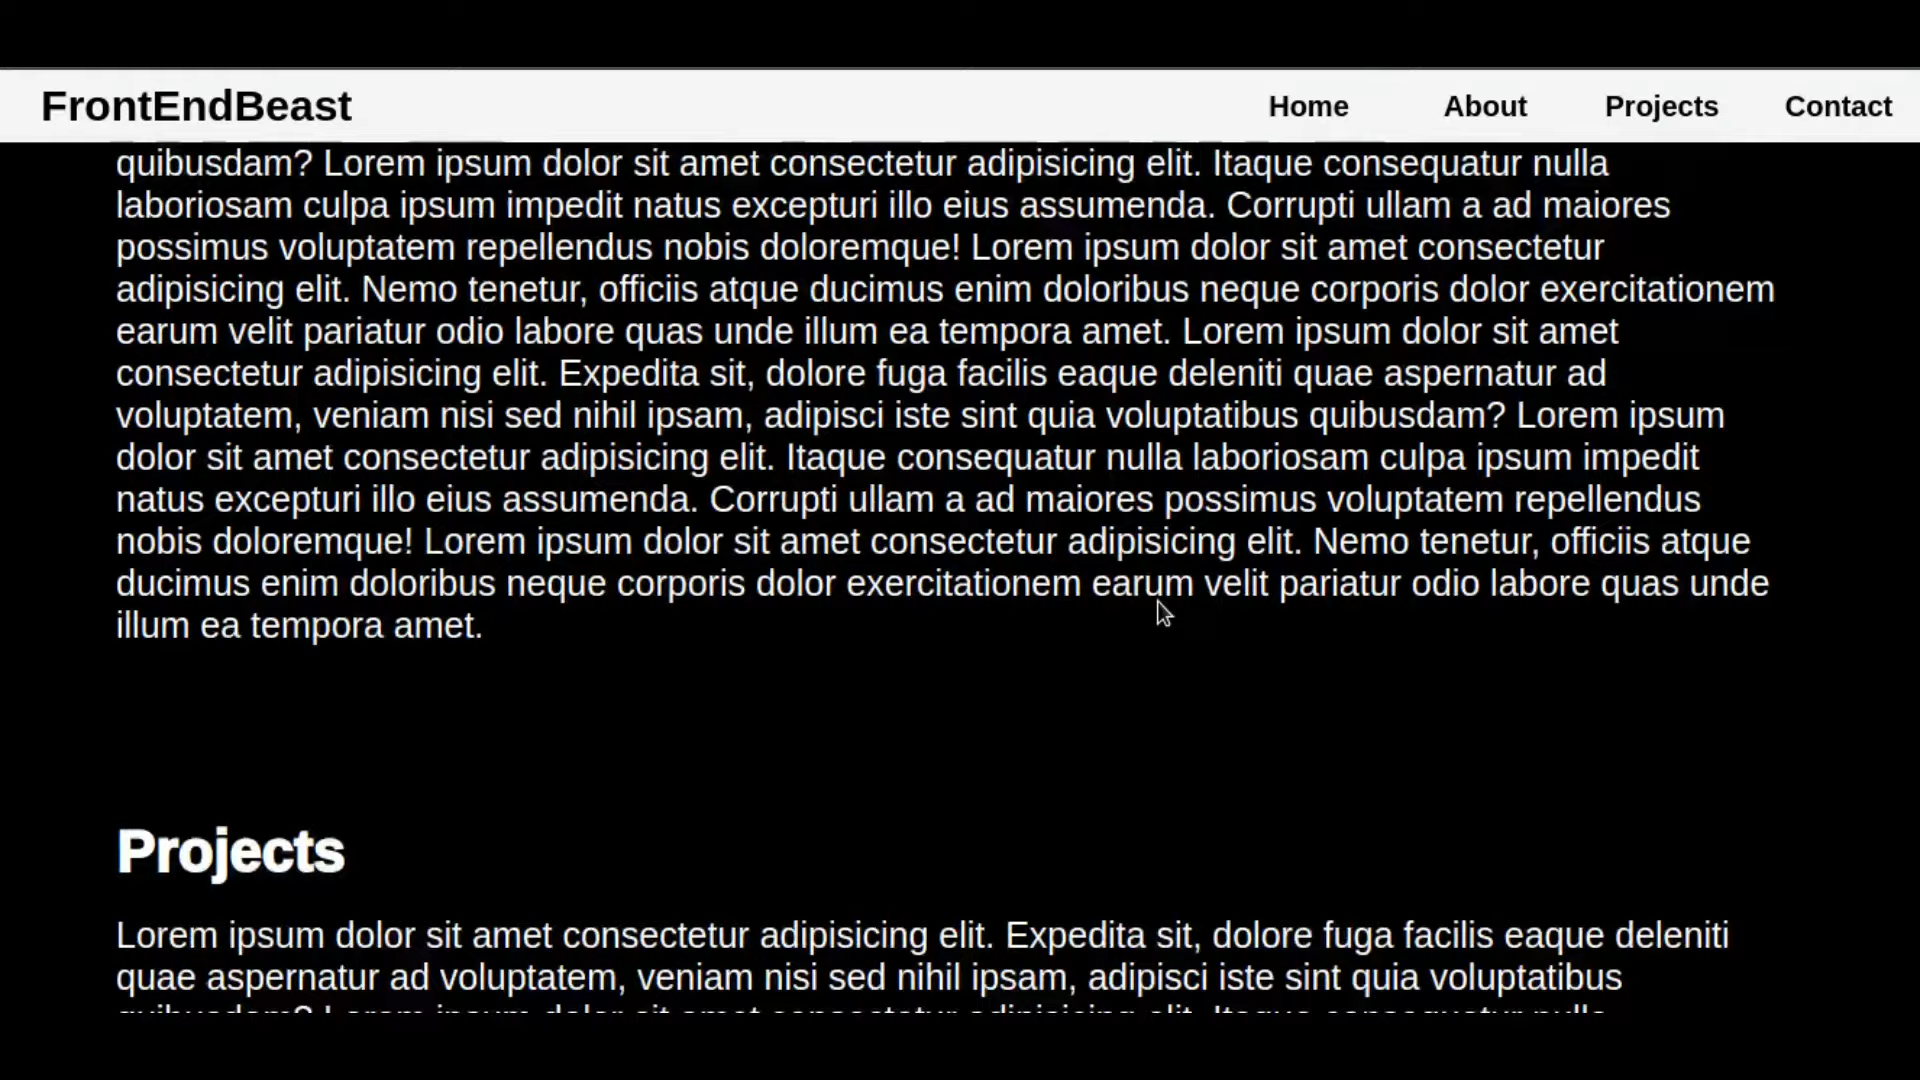 FrontEndBeast
Home About Projects Contact
quibusdam? Lorem ipsum dolor sit amet consectetur adipisicing elit. Itaque consequatur nulla
laboriosam culpa ipsum impedit natus excepturi illo eius assumenda. Corrupti ullam a ad maiores
possimus voluptatem repellendus nobis doloremque! Lorem ipsum dolor sit amet consectetur
adipisicing elit. Nemo tenetur, officiis atque ducimus enim doloribus neque corporis dolor exercitationem
earum velit pariatur odio labore quas unde illum ea tempora amet. Lorem ipsum dolor sit amet
consectetur adipisicing elit. Expedita sit, dolore fuga facilis eaque deleniti quae aspernatur ad
voluptatem, veniam nisi sed nihil ipsam, adipisci iste sint quia voluptatibus quibusdam? Lorem ipsum
dolor sit amet consectetur adipisicing elit. Itaque consequatur nulla laboriosam culpa ipsum impedit
natus excepturi illo eius assumenda. Corrupti ullam a ad maiores possimus voluptatem repellendus
nobis doloremque! Lorem ipsum dolor sit amet consectetur adipisicing elit. Nemo tenetur, officiis atque
ducimus enim doloribus neque corporis dolor exercitationem earum velit pariatur odio labore quas unde
illum ea tempora amet.
Projects
Lorem ipsum dolor sit amet consectetur adipisicing elit. Expedita sit, dolore fuga facilis eaque deleniti
quae aspernatur ad voluptatem, veniam nisi sed nihil ipsam, adipisci iste sint quia voluptatibus